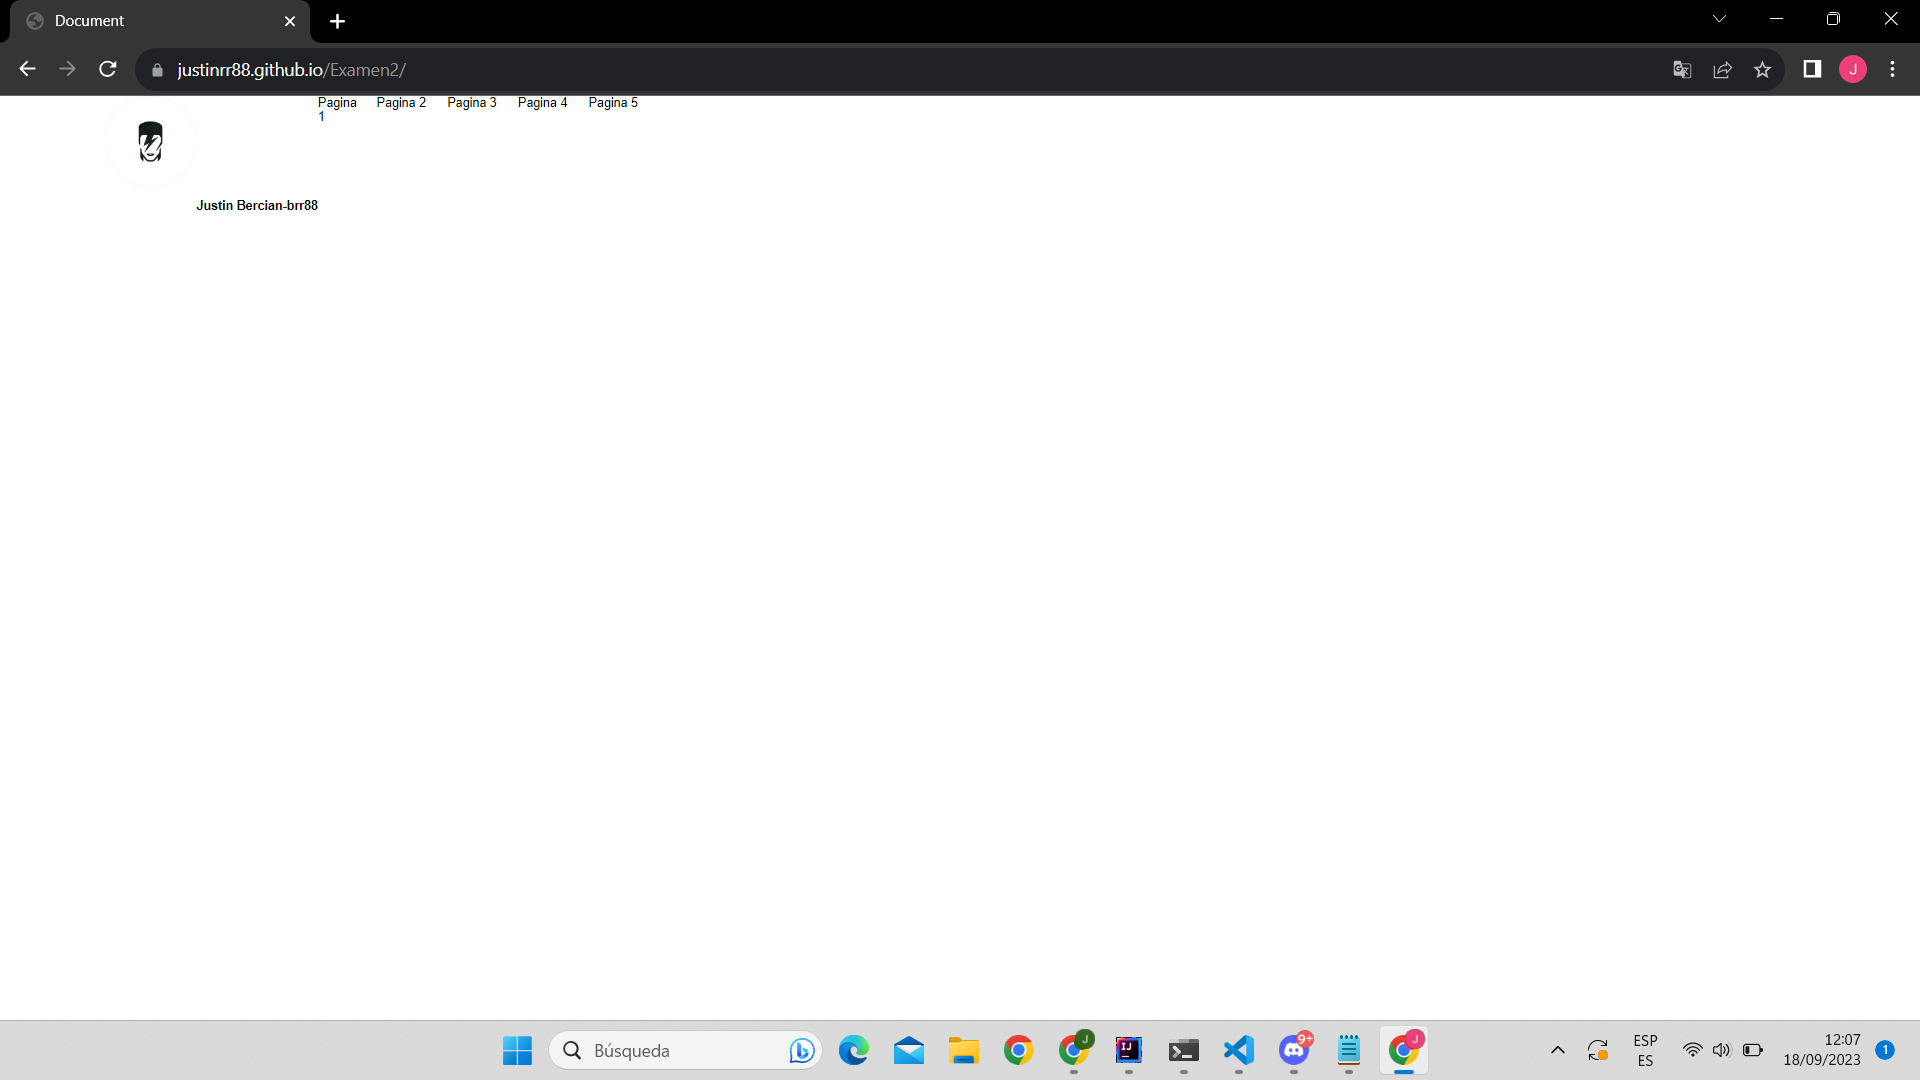 Document
justinrr88.github.io/Examen2/
J
Pagina 1
Pagina 2
Pagina 3
Pagina 4
Pagina 5
Justin Bercian-brr88
Búsqueda
J
IJ
9+
J
ESP
ES
12:07
18/09/2023
1